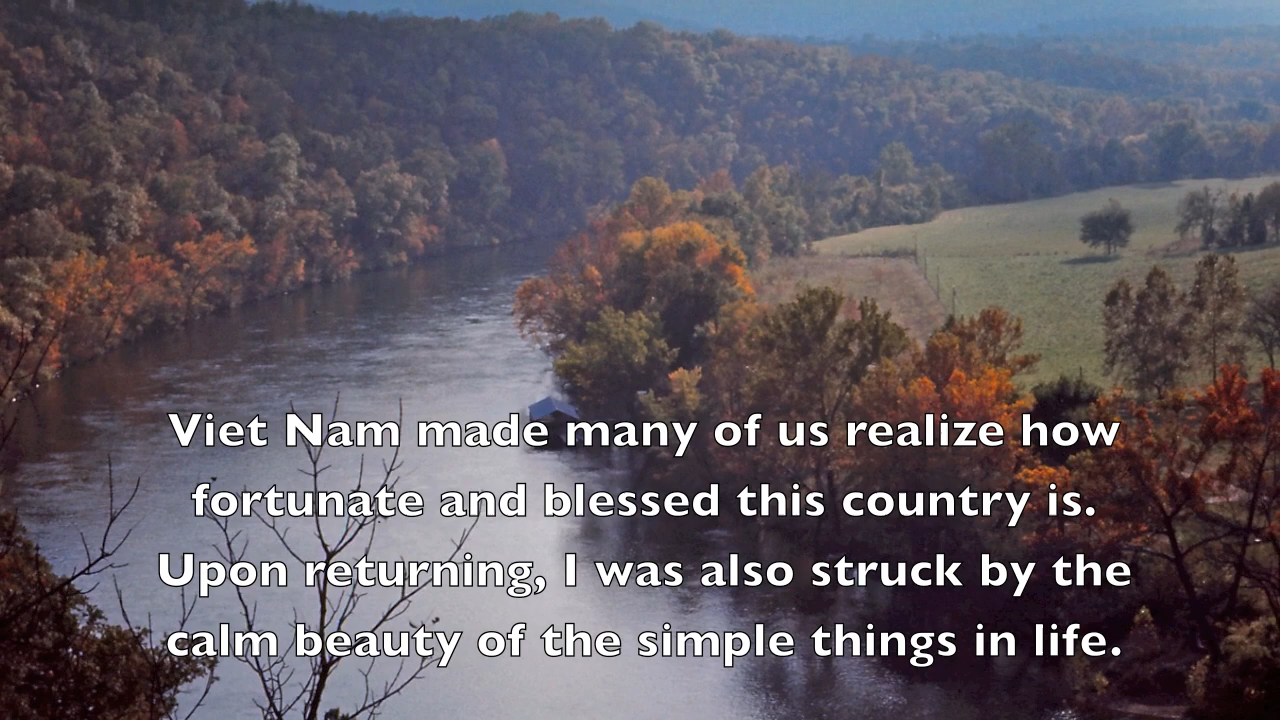 Viet Nam made many of us realize how
fortunate and blessed this country is.
Upon returning, I was also struck by the
calm beauty of the simple things in life.